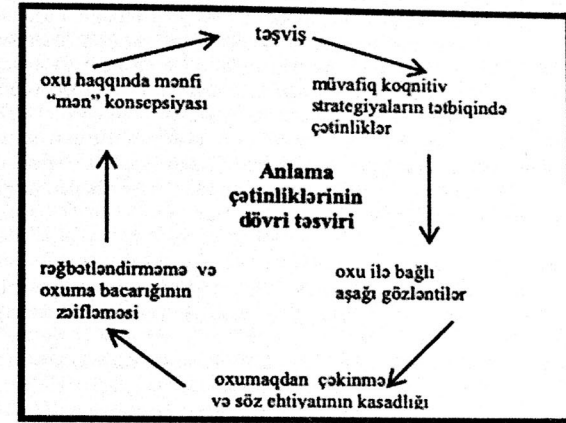 təşviş
oxu haqqında mənfi
“mən” konsepsiyası
müvafiq koqnitiv
strategiyaların tətbiqində
çətinliklər
Anlama
çətinliklərinin
dövri təsviri
rəğbətləndirməmə və
oxuma bacarığının
zəifləməsi
oxu ilə bağlı
aşağı gözləntilər
oxumaqdan çəkinmə
və söz ehtiyatının kasadlığı